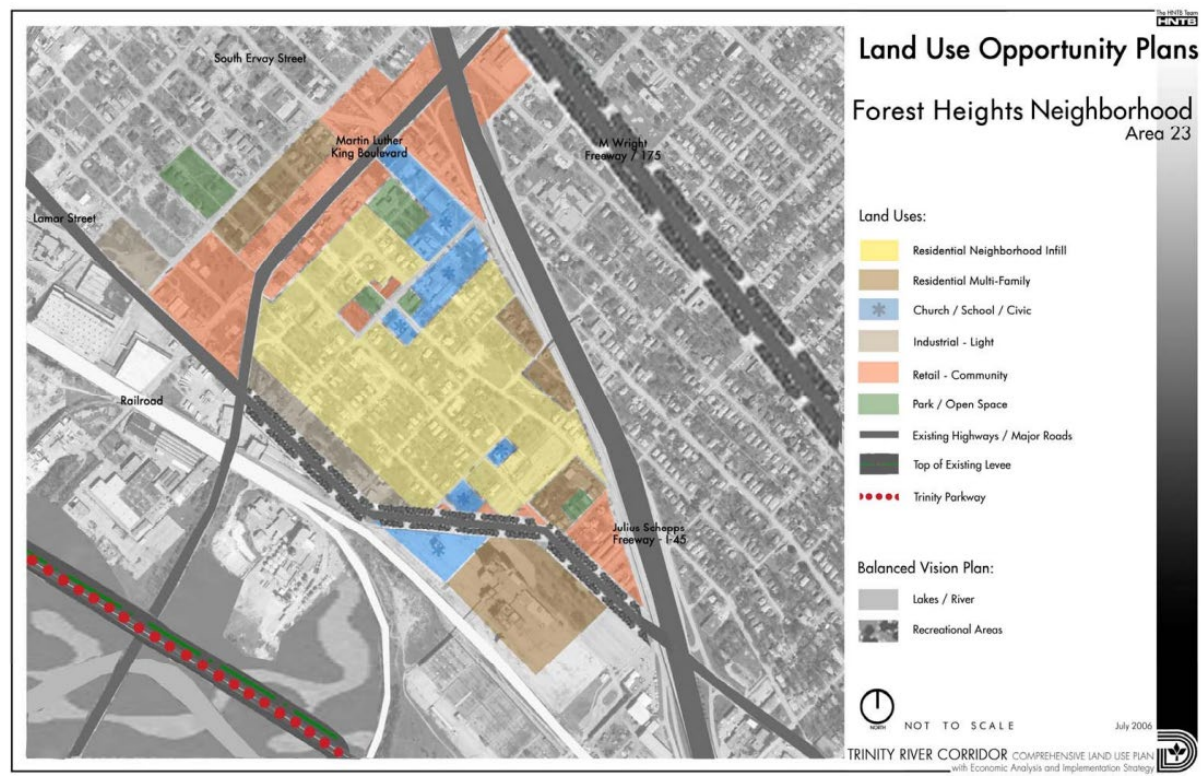 The HNTB Team
HNTB
Land Use Opportunity Plans
Forest Heights Neighborhood
Area 23
South Ervay Street
Martin Luther
King Boulevard
M Wright
Freeway / 175
Lamar Street
Railroad
Julius Schepps
Freeway - I-45
Land Uses:
Residential Neighborhood Infill
Residential Multi-Family
Church / School / Civic
Industrial - Light
Retail - Community
Park / Open Space
Existing Highways / Major Roads
Top of Existing Levee
Trinity Parkway
Balanced Vision Plan:
Lakes / River
Recreational Areas
NORTH
NOT TO SCALE
July 2006
TRINITY RIVER CORRIDOR COMPREHENSIVE LAND USE PLAN
with Economic Analysis and Implementation Strategy